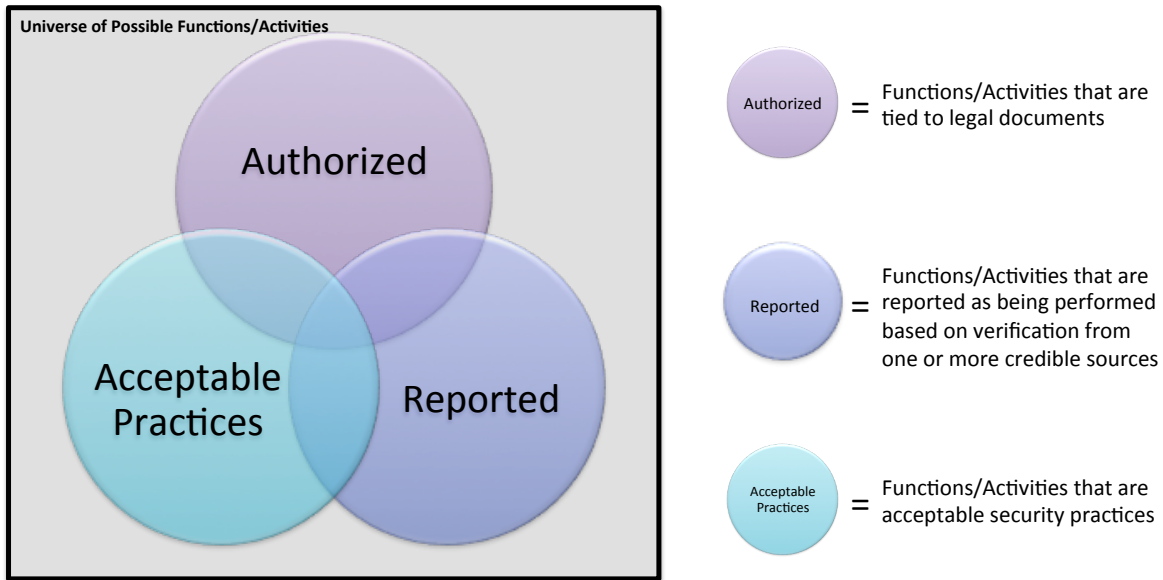 Universe of Possible Functions/Activities
Authorized
Acceptable
Practices
Reported
Authorized
=
Functions/Activities that are
tied to legal documents
Reported
=
Functions/Activities that are
reported as being performed
based on verification from
one or more credible sources
Acceptable
Practices
=
Functions/Activities that are
acceptable security practices